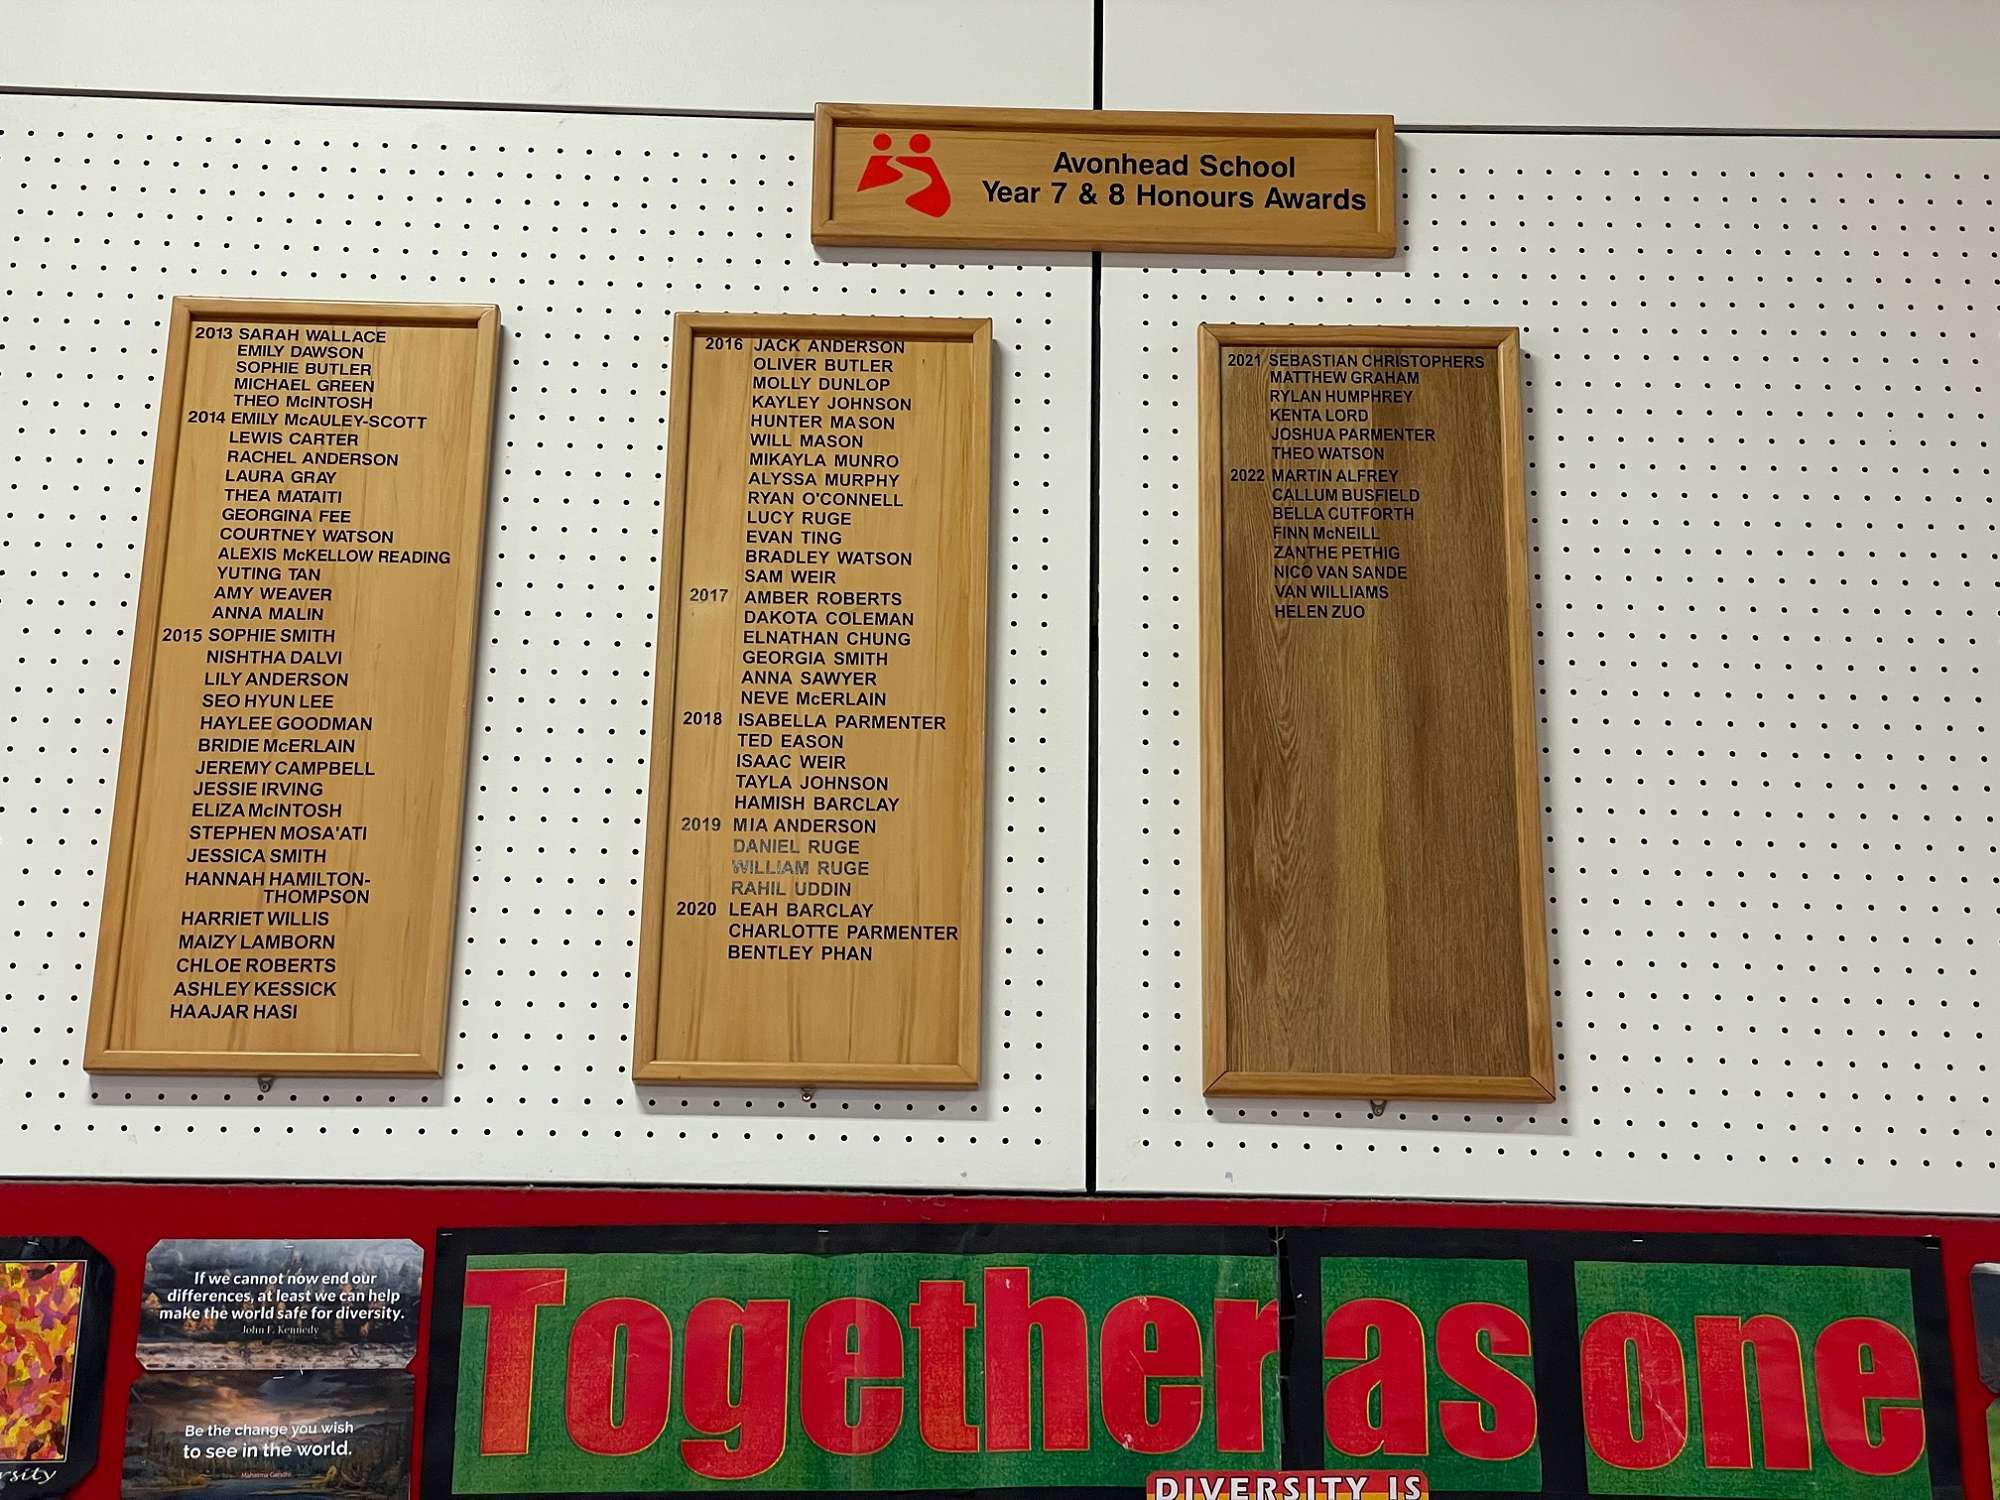 Avonhead School
Year 7 & 8 Honours Awards
2013 SARAH WALLACE
EMILY DAWSON
SOPHIE BUTLER
MICHAEL GREEN
THEO McINTOSH
2014 EMILY McAULEY-SCOTT
LEWIS CARTER
RACHEL ANDERSON
LAURA GRAY
THEA MATAITI
GEORGINA FEE
COURTNEY WATSON
ALEXIS McKELLOW READING
YUTING TAN
AMY WEAVER
ANNA MALIN
2015 SOPHIE SMITH
NISHTHA DALVI
LILY ANDERSON
SEO HYUN LEE
HAYLEE GOODMAN
BRIDIE McERLAIN
JEREMY CAMPBELL
JESSIE IRVING
ELIZA McINTOSH
STEPHEN MOSA'ATI
JESSICA SMITH
HANNAH HAMILTON-
THOMPSON
HARRIET WILLIS
MAIZY LAMBORN
CHLOE ROBERTS
ASHLEY KESSICK
HAAJAR HASI
2016 JACK ANDERSON
OLIVER BUTLER
MOLLY DUNLOP
KAYLEY JOHNSON
HUNTER MASON
WILL MASON
MIKAYLA MUNRO
ALYSSA MURPHY
RYAN O'CONNELL
LUCY RUGE
EVAN TING
BRADLEY WATSON
SAM WEIR
2017 AMBER ROBERTS
DAKOTA COLEMAN
ELNATHAN CHUNG
GEORGIA SMITH
ANNA SAWYER
NEVE McERLAIN
2018 ISABELLA PARMENTER
TED EASON
ISAAC WEIR
TAYLA JOHNSON
HAMISH BARCLAY
2019 MIA ANDERSON
DANIEL RUGE
WILLIAM RUGE
RAHIL UDDIN
2020 LEAH BARCLAY
CHARLOTTE PARMENTER
BENTLEY PHAN
2021 SEBASTIAN CHRISTOPHERS
MATTHEW GRAHAM
RYLAN HUMPHREY
KENTA LORD
JOSHUA PARMENTER
THEO WATSON
2022 MARTIN ALFREY
CALLUM BUSFIELD
BELLA CUTFORTH
FINN McNEILL
ZANTHE PETHIG
NICO VAN SANDE
VAN WILLIAMS
HELEN ZUO
rsity
If we cannot now end our
differences, at least we can help
make the world safe for diversity.
John F. Kennedy
Be the change you wish
to see in the world.
Mahatma Gandhi
Together as one
DIVERSITY IS